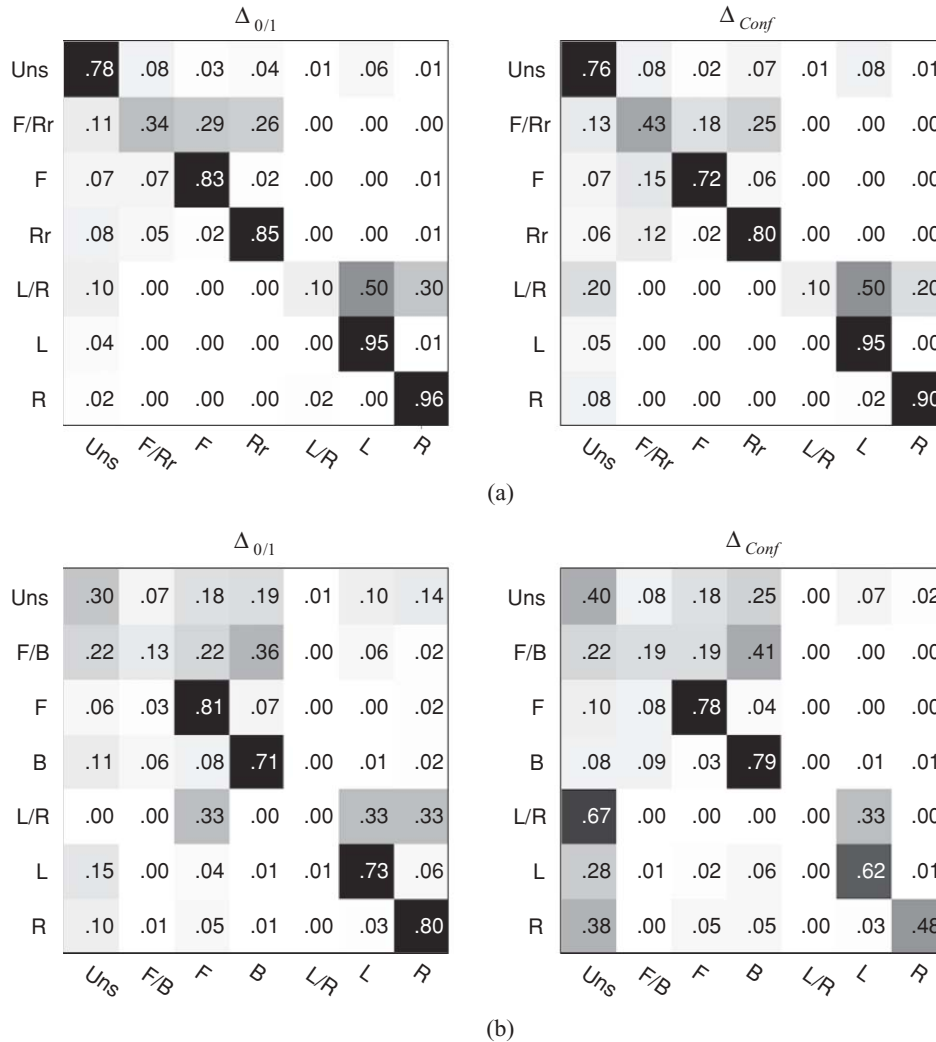 Δ 0/1 Δ Conf
Uns .78 .08 .03 .04 .01 .06 .01 Uns .76 .08 .02 .07 .01 .08 .01
F/Rr .11 .34 .29 .26 .00 .00 .00 F/Rr .13 .43 .18 .25 .00 .00 .00
F .07 .07 .83 .02 .00 .00 .01 F .07 .15 .72 .06 .00 .00 .00
Rr .08 .05 .02 .85 .00 .00 .01 Rr .06 .12 .02 .80 .00 .00 .00
L/R .10 .00 .00 .00 .10 .50 .30 L/R .20 .00 .00 .00 .10 .50 .20
L .04 .00 .00 .00 .00 .95 .01 L .05 .00 .00 .00 .00 .95 .00
R .02 .00 .00 .00 .02 .00 .96 R .08 .00 .00 .00 .00 .02 .90
Uns F/Rr F Rr L/R L R Uns F/Rr F Rr L/R L R
(a)
Δ 0/1 Δ Conf
Uns .30 .07 .18 .19 .01 .10 .14 Uns .40 .08 .18 .25 .00 .07 .02
F/B .22 .13 .22 .36 .00 .06 .02 F/B .22 .19 .19 .41 .00 .00 .00
F .06 .03 .81 .07 .00 .00 .02 F .10 .08 .78 .04 .00 .00 .00
B .11 .06 .08 .71 .00 .01 .02 B .08 .09 .03 .79 .00 .01 .01
L/R .00 .00 .33 .00 .00 .33 .33 L/R .67 .00 .00 .00 .00 .33 .00
L .15 .00 .04 .01 .01 .73 .06 L .28 .01 .02 .06 .00 .62 .01
R .10 .01 .05 .01 .00 .03 .80 R .38 .00 .05 .05 .00 .03 .48
Uns F/B F B L/R L R Uns F/B F B L/R L R
(b)